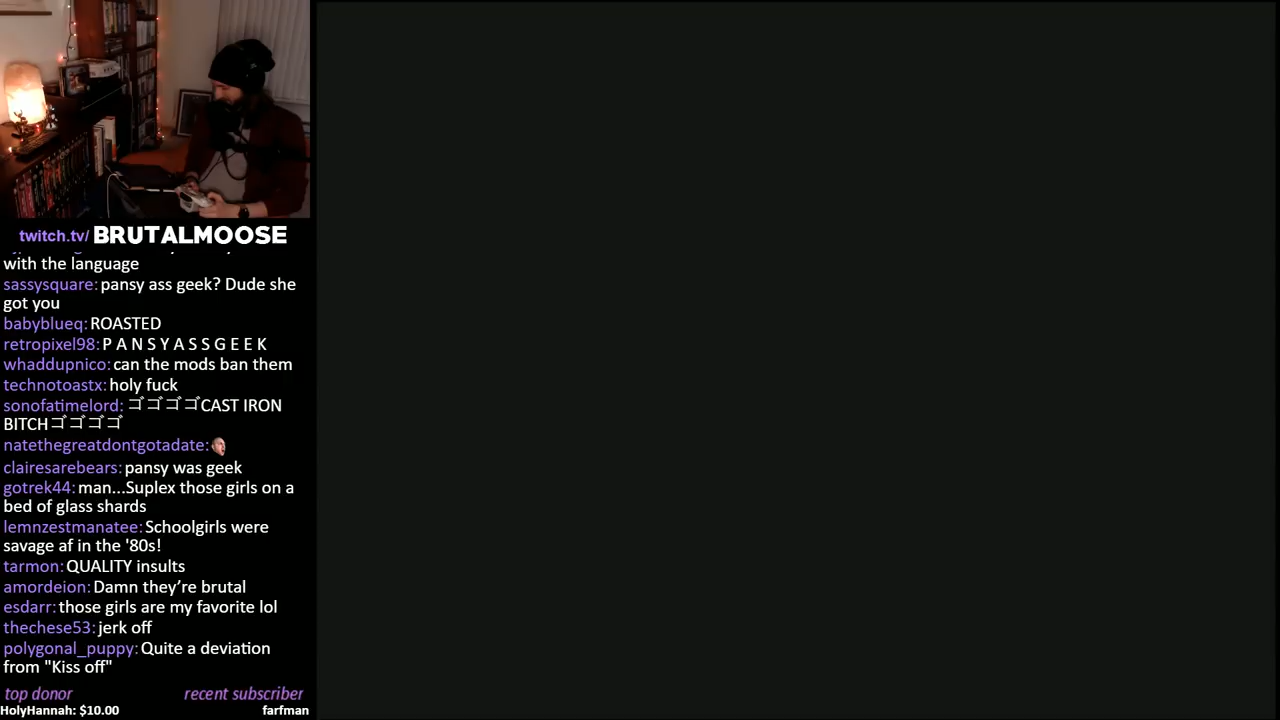 twitch.tv/ BRUTALMOOSE
with the language
sassysquare: pansy ass geek? Dude she
got you
babyblueq: ROASTED
retropixel98: P A N S Y A S S G E E K
whaddupnico: can the mods ban them
technotoastx: holy fuck
sonofatimelord: ゴゴゴゴCAST IRON
BITCHゴゴゴゴ
natethegreatdontgotadate:
clairesarebears: pansy was geek
gotrek44: man...Suplex those girls on a
bed of glass shards
lemnzestmanatee: Schoolgirls were
savage af in the '80s!
tarmon: QUALITY insults
amordeion: Damn they’re brutal
esdarr: those girls are my favorite lol
thechese53: jerk off
polygonal_puppy: Quite a deviation
from "Kiss off"
top donor recent subscriber
HolyHannah: $10.00 farfman